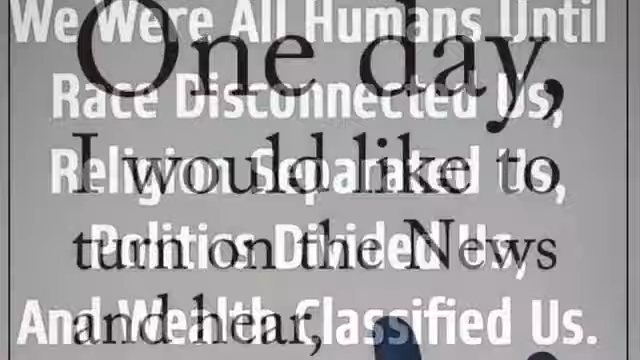 We Were All Humans Until
Race Disconnected Us,
Religion Separated Us,
Politics Divided Us,
And Wealth Classified Us.
One day,
I would like to
turn on the News
and hear,